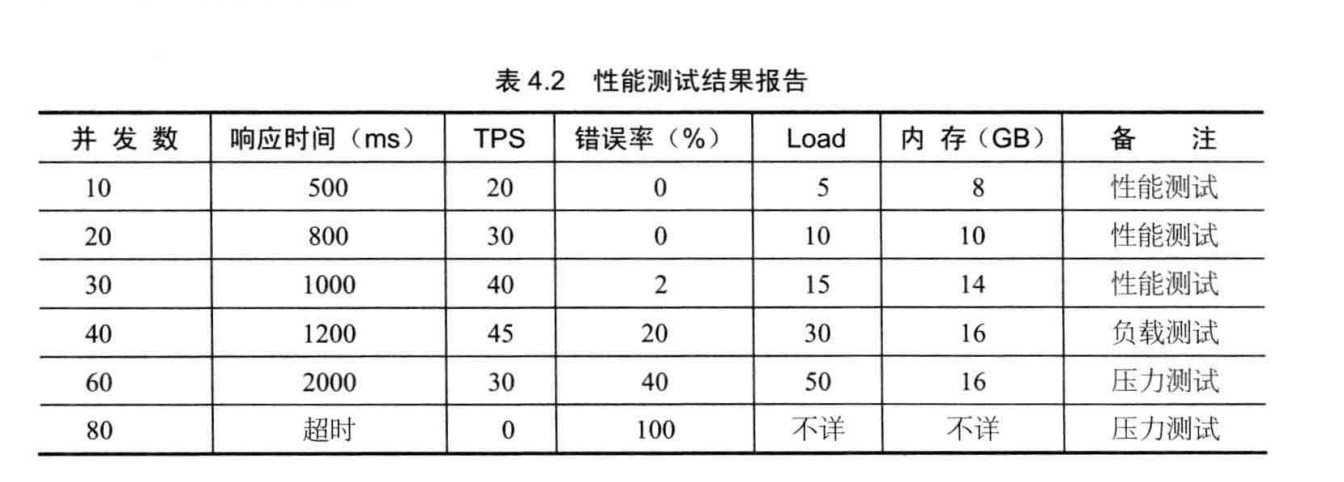 表 4.2 性能测试结果报告
并发数 响应时间（ms） TPS 错误率（%） Load 内存（GB） 备注
10 500 20 0 5 8 性能测试
20 800 30 0 10 10 性能测试
30 1000 40 2 15 14 性能测试
40 1200 45 20 30 16 负载测试
60 2000 30 40 50 16 压力测试
80 超时 0 100 不详 不详 压力测试